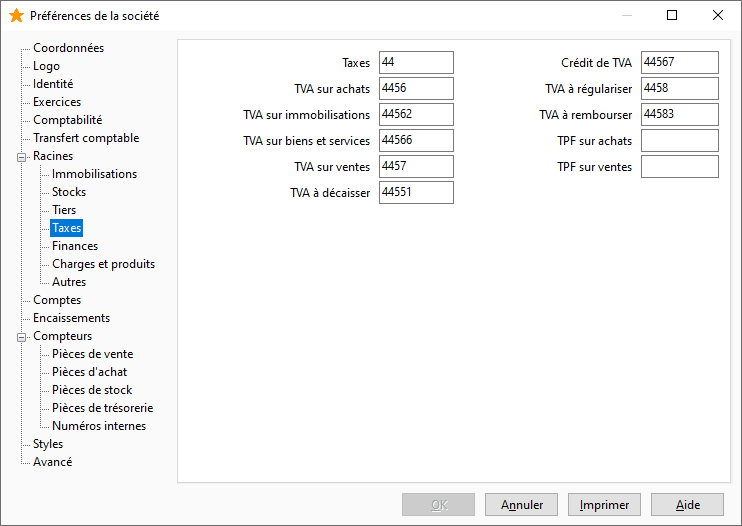 Préférences de la société
Coordonnées
Logo
Identité
Exercices
Comptabilité
Transfert comptable
Racines
Immobilisations
Stocks
Tiers
Taxes
Finances
Charges et produits
Autres
Comptes
Encaissements
Compteurs
Pièces de vente
Pièces d'achat
Pièces de stock
Pièces de trésorerie
Numéros internes
Styles
Avancé
Taxes 44
TVA sur achats 4456
TVA sur immobilisations 44562
TVA sur biens et services 44566
TVA sur ventes 4457
TVA à décaisser 44551
Crédit de TVA 44567
TVA à régulariser 4458
TVA à rembourser 44583
TPF sur achats
TPF sur ventes
OK Annuler Imprimer Aide